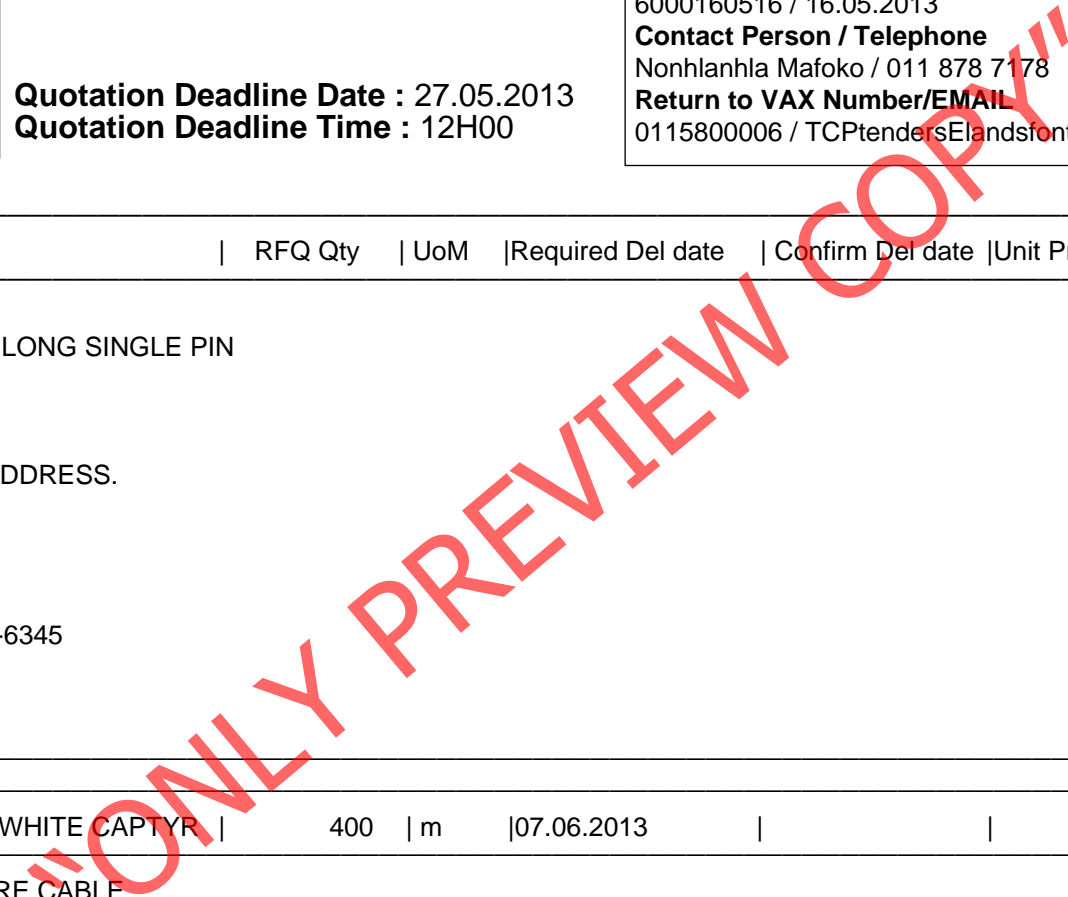 6000160516 / 16.05.2013
Contact Person / Telephone
Nonhlanhla Mafoko / 011 878 7178
Quotation Deadline Date : 27.05.2013
Return to VAX Number/EMAIL
Quotation Deadline Time : 12H00
0115800006 / TCPtendersElandsfont
| RFQ Qty | UoM |Required Del date | Confirm Del date |Unit Pr
LONG SINGLE PIN
DDRESS.
-6345
WHITE CAPTYR | 400 | m |07.06.2013 | |
RE CABLE
"ONLY PREVIEW COPY"